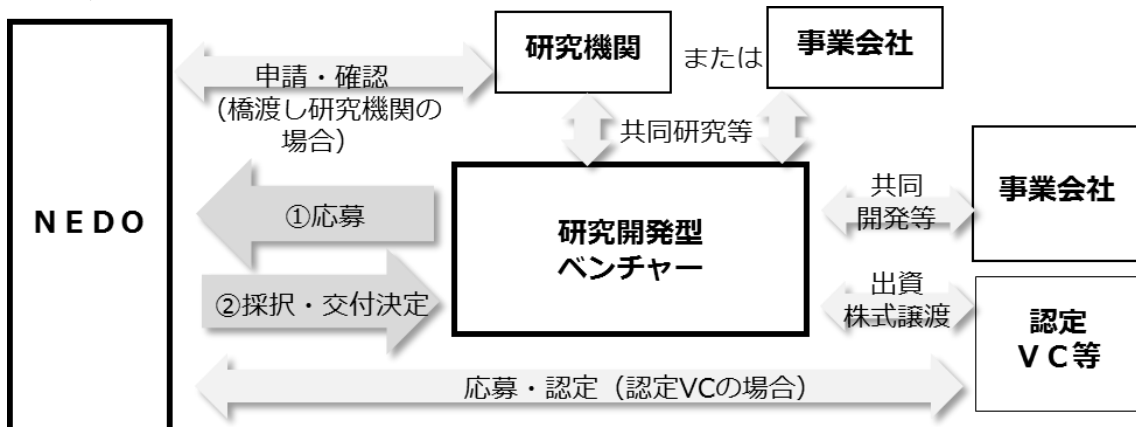 研究機関
または
事業会社
申請・確認
(橋渡し研究機関の
場合)
共同研究等
NEDO
①応募
②採択・交付決定
研究開発型
ベンチャー
共同
開発等
事業会社
出資
株式譲渡
認定
VC等
応募・認定（認定VCの場合）